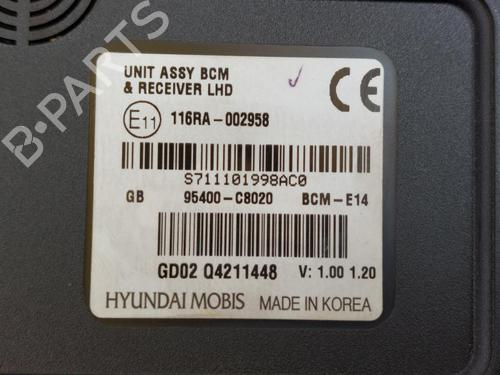 UNIT ASSY BCM
& RECEIVER LHD
CE
E11 116RA-002958
S711101998AC0
GB 95400-C8020 BCM-E14
GD02 Q4211448 V: 1.00 1.20
HYUNDAI MOBIS MADE IN KOREA
B-PARTS